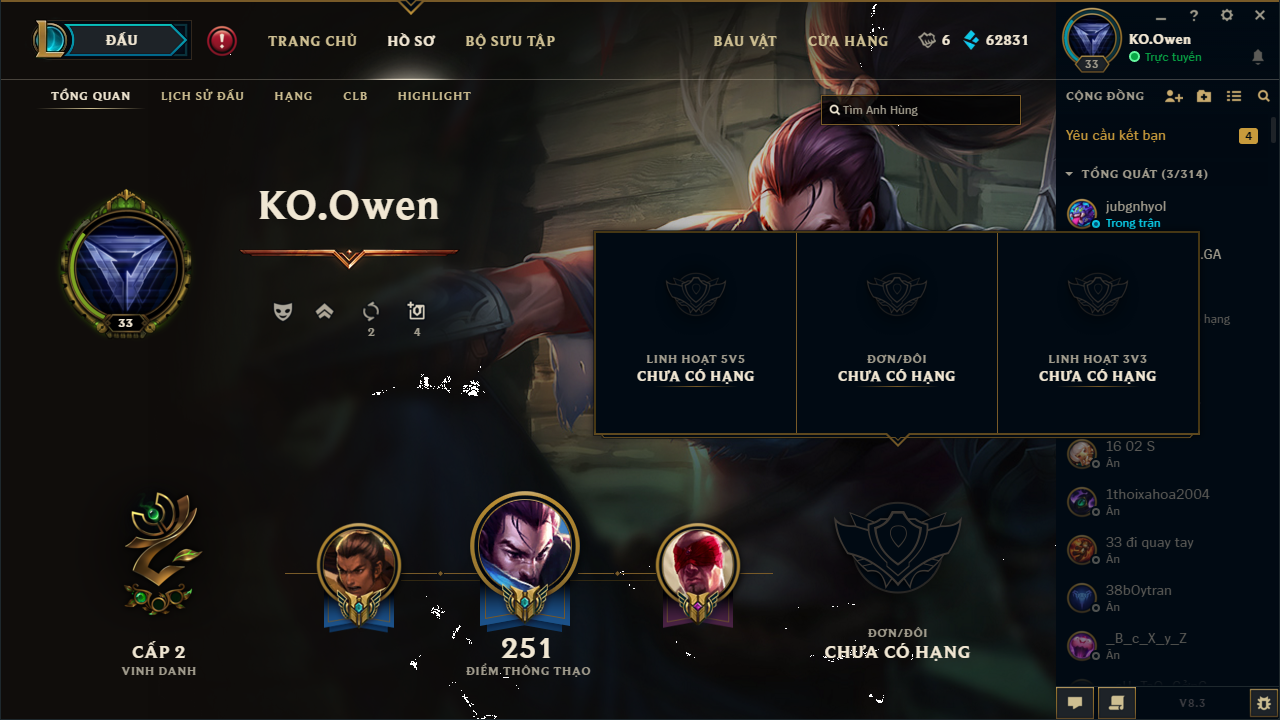 ĐẤU
TRANG CHỦ
HỒ SƠ
BỘ SƯU TẬP
BÁU VẬT
CỬA HÀNG
6
62831
KO.Owen
Trực tuyến
33
TỔNG QUAN
LỊCH SỬ ĐẤU
HẠNG
CLB
HIGHLIGHT
Tìm Anh Hùng
CỘNG ĐỒNG
Yêu cầu kết bạn
4
TỔNG QUÁT (3/314)
jubgnhyol
Trong trận
.GA
hạng
KO.Owen
33
2
4
LINH HOẠT 5V5
CHƯA CÓ HẠNG
ĐƠN/ĐÔI
CHƯA CÓ HẠNG
LINH HOẠT 3V3
CHƯA CÓ HẠNG
16 02 S
Ẩn
1thoixahoa2004
Ẩn
33 đi quay tay
Ẩn
38bOytran
Ẩn
_B_c_X_y_Z
Ẩn
CẤP 2
VINH DANH
251
ĐIỂM THÔNG THẠO
ĐƠN/ĐÔI
CHƯA CÓ HẠNG
V8.3